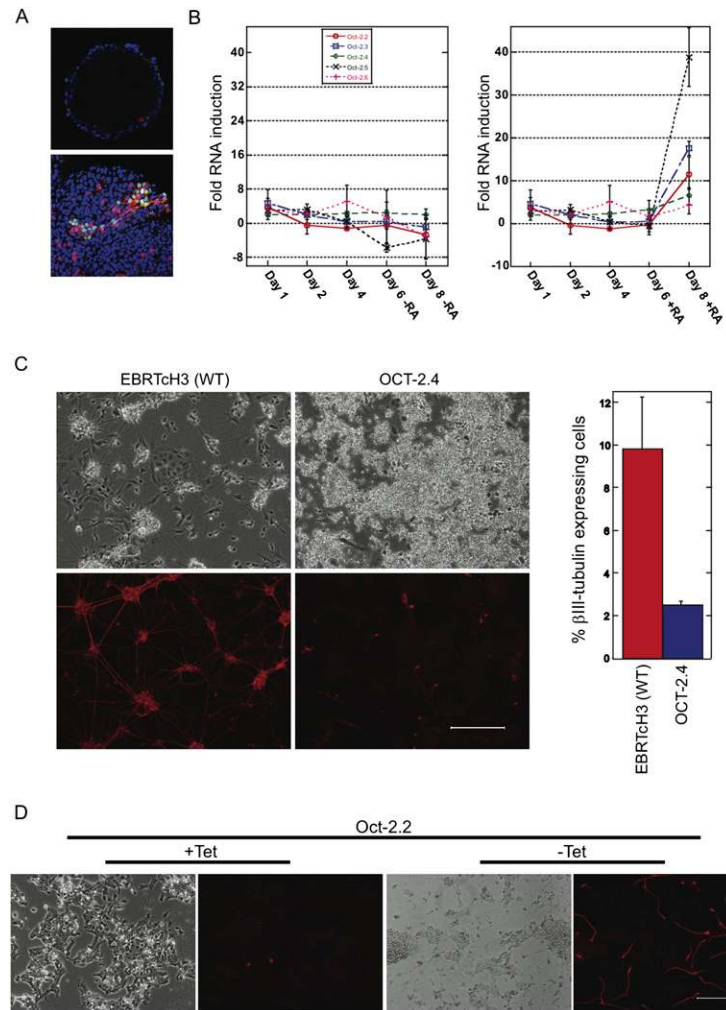 A
B
Fold RNA induction
40
32
24
16
8
0
-8
Oct-2.2
Oct-2.3
Oct-2.4
Oct-2.5
Oct-2.6
Day 1
Day 2
Day 4
Day 6 -RA
Day 8 -RA
Fold RNA induction
40
30
20
10
0
-10
Day 1
Day 2
Day 4
Day 6 +RA
Day 8 +RA
C
EBRTcH3 (WT)
OCT-2.4
% βIII-tubulin expressing cells
12
10
8
6
4
2
0
EBRTcH3 (WT)
OCT-2.4
D
Oct-2.2
+Tet
-Tet